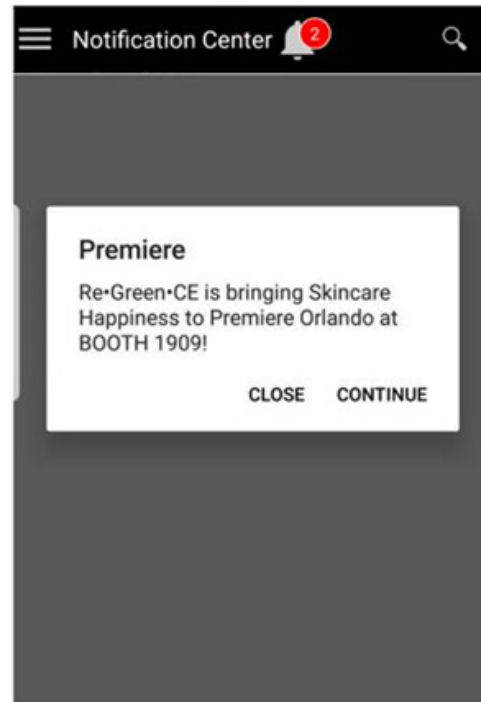 Notification Center 2
Premiere
Re•Green•CE is bringing Skincare
Happiness to Premiere Orlando at
BOOTH 1909!
CLOSE CONTINUE